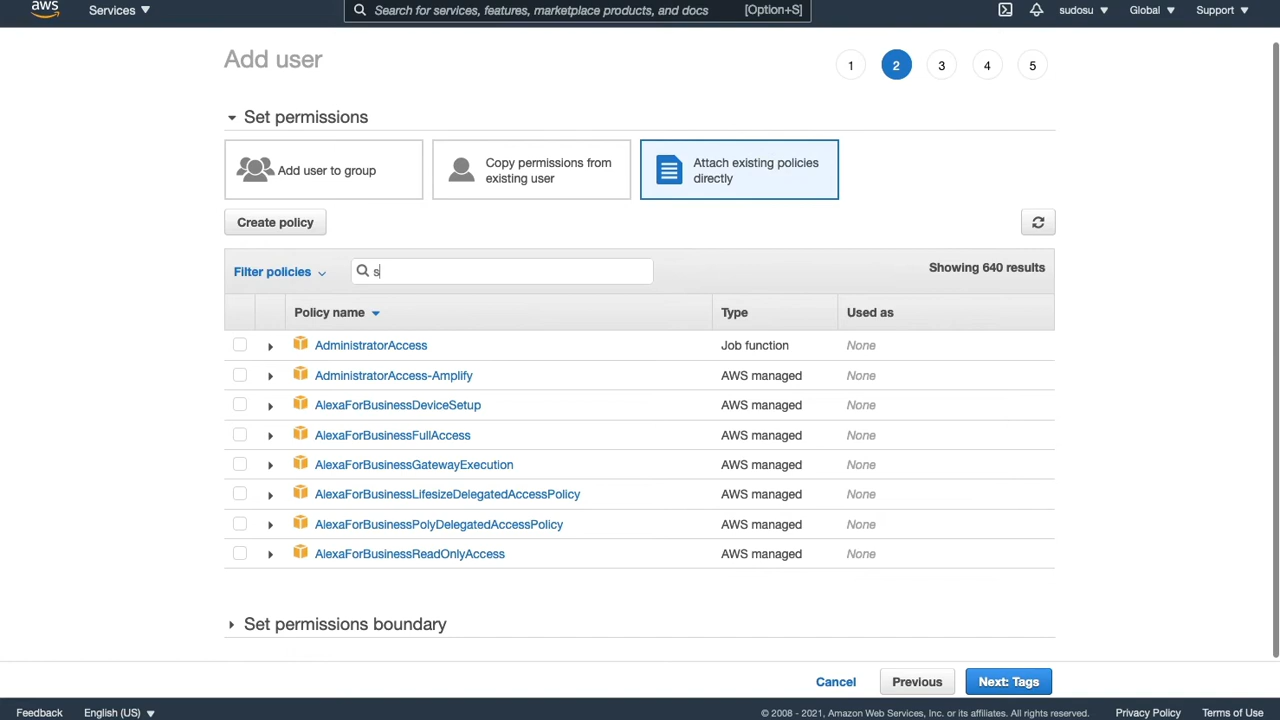 aws Services Search for services, features, marketplace products, and docs [Option+S] sudosu Global Support
Add user
1 2 3 4 5
Set permissions
Add user to group
Copy permissions from
existing user
Attach existing policies
directly
Create policy
Filter policies s Showing 640 results
Policy name Type Used as
AdministratorAccess Job function None
AdministratorAccess-Amplify AWS managed None
AlexaForBusinessDeviceSetup AWS managed None
AlexaForBusinessFullAccess AWS managed None
AlexaForBusinessGatewayExecution AWS managed None
AlexaForBusinessLifesizeDelegatedAccessPolicy AWS managed None
AlexaForBusinessPolyDelegatedAccessPolicy AWS managed None
AlexaForBusinessReadOnlyAccess AWS managed None
Set permissions boundary
Cancel Previous Next: Tags
Feedback English (US) © 2008 - 2021, Amazon Web Services, Inc. or its affiliates. All rights reserved. Privacy Policy Terms of Use